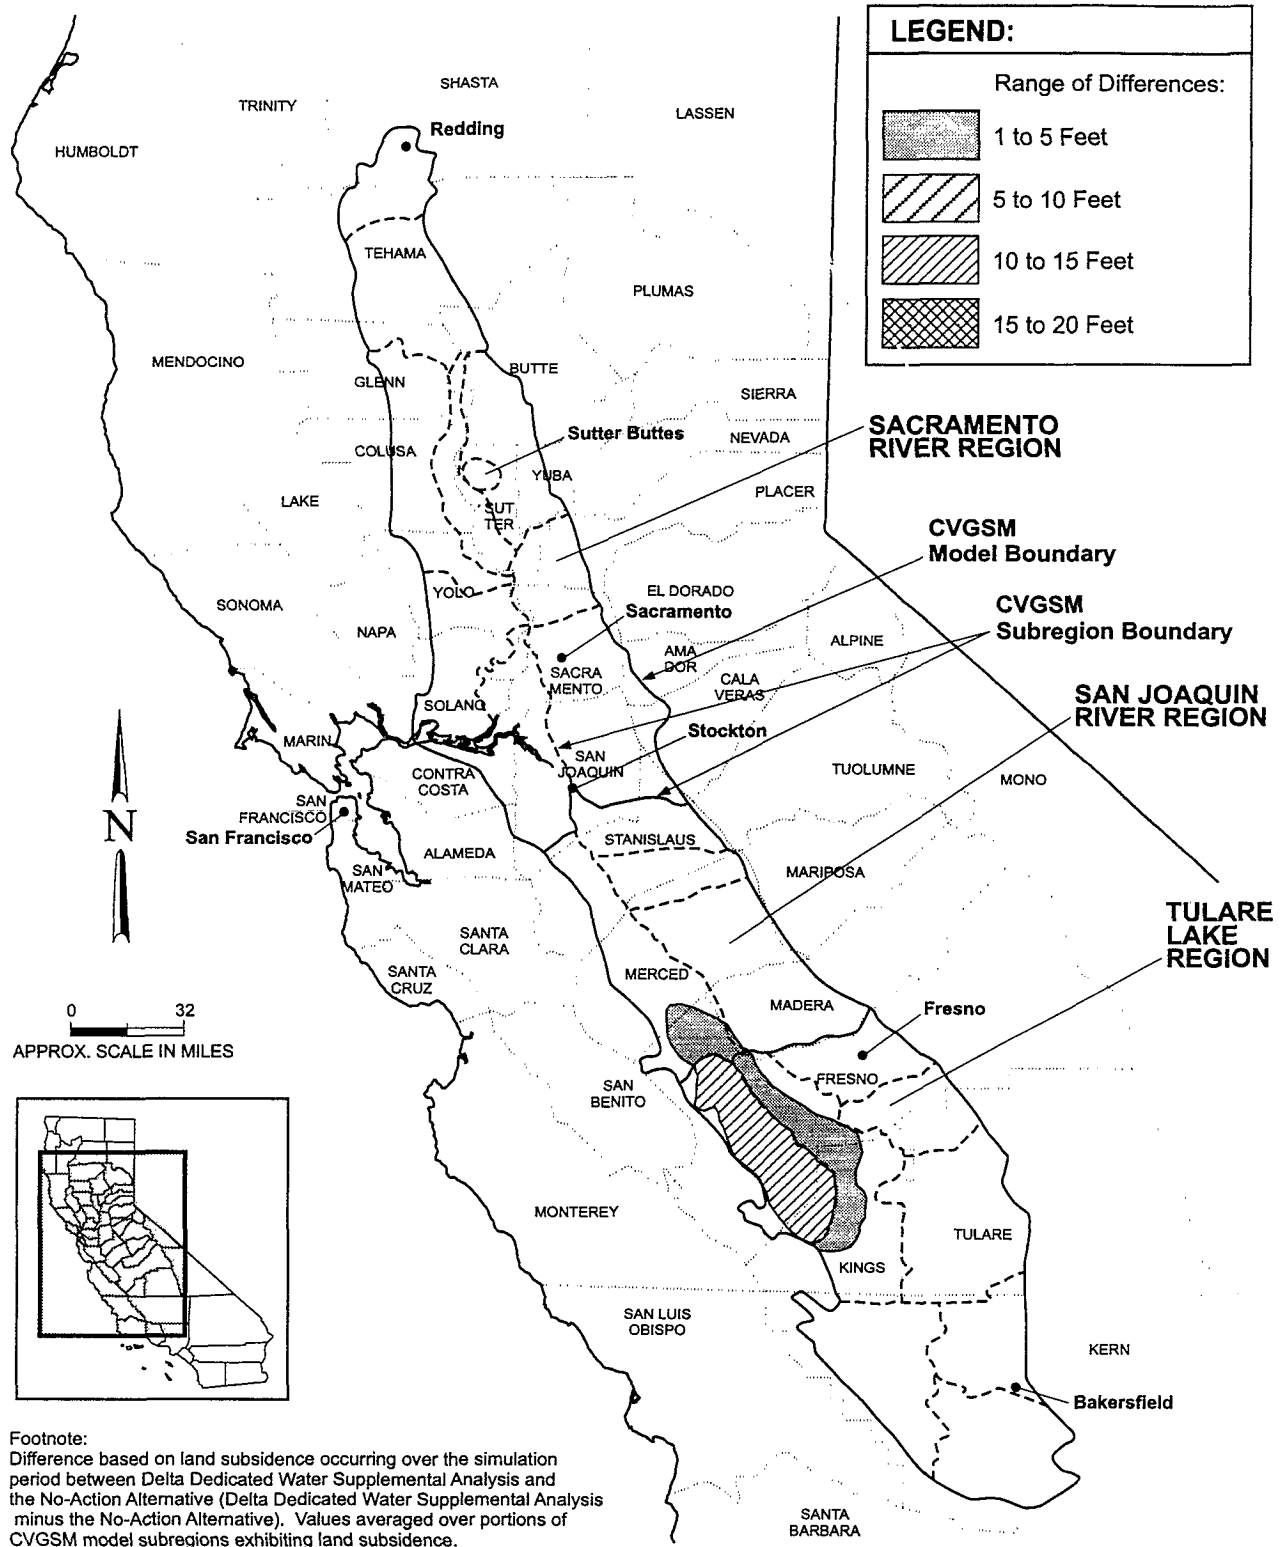 LEGEND:
Range of Differences:
1 to 5 Feet
5 to 10 Feet
10 to 15 Feet
15 to 20 Feet
SHASTA
TRINITY
LASSEN
Redding
HUMBOLDT
TEHAMA
PLUMAS
MENDOCINO
BUTTE
GLENN
SIERRA
SACRAMENTO
RIVER REGION
Sutter Buttes
NEVADA
COLUSA
YUBA
PLACER
LAKE
SUT
TER
CVGSM
Model Boundary
EL DORADO
YOLO
Sacramento
CVGSM
Subregion Boundary
SONOMA
NAPA
ALPINE
AMA
DOR
SACRA
MENTO
CALA
VERAS
SAN JOAQUIN
RIVER REGION
SOLANO
Stockton
MARIN
SAN
JOAQUIN
CONTRA
COSTA
TUOLUMNE
MONO
SAN
FRANCISCO
San Francisco
STANISLAUS
ALAMEDA
MARIPOSA
SAN
MATEO
TULARE
LAKE
REGION
SANTA
CLARA
N
SANTA
CRUZ
MERCED
MADERA
Fresno
0 32
APPROX. SCALE IN MILES
FRESNO
SAN
BENITO
MONTEREY
TULARE
KINGS
SAN LUIS
OBISPO
KERN
Bakersfield
Footnote:
Difference based on land subsidence occurring over the simulation
period between Delta Dedicated Water Supplemental Analysis and
the No-Action Alternative (Delta Dedicated Water Supplemental Analysis
minus the No-Action Alternative). Values averaged over portions of
CVGSM model subregions exhibiting land subsidence.
SANTA
BARBARA